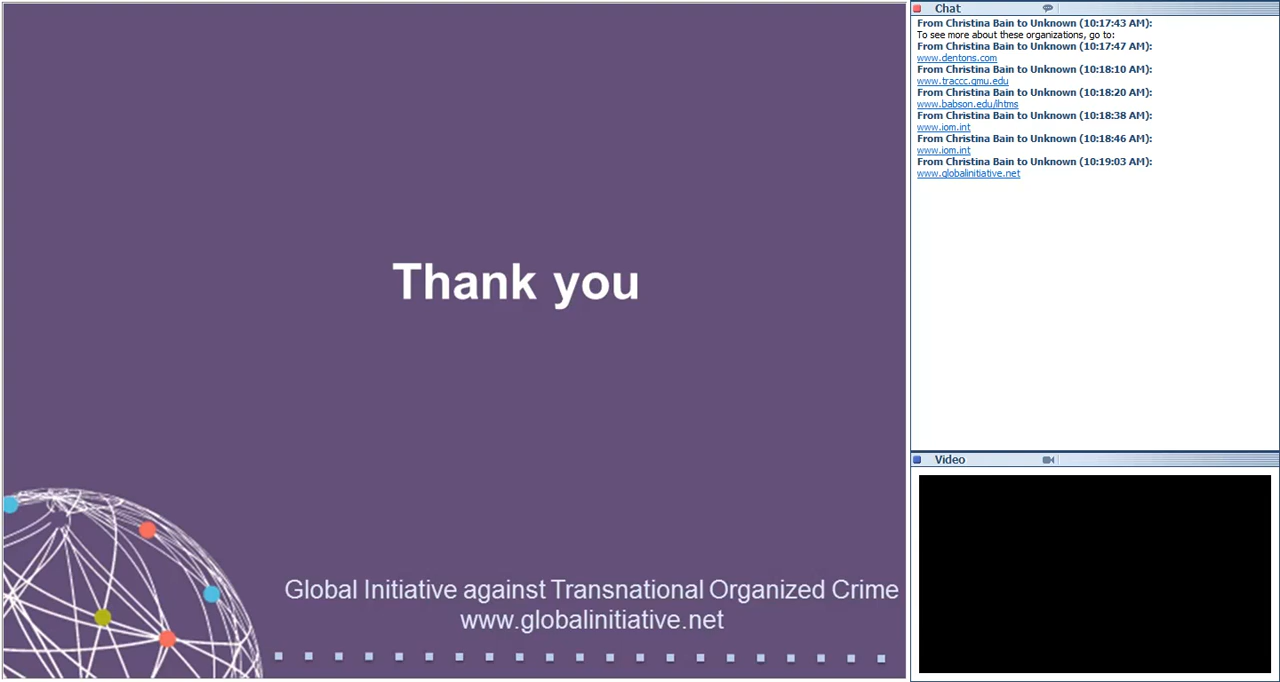 Thank you
Global Initiative against Transnational Organized Crime
www.globalinitiative.net
Chat
From Christina Bain to Unknown (10:17:43 AM):
To see more about these organizations, go to:
From Christina Bain to Unknown (10:17:47 AM):
www.dentons.com
From Christina Bain to Unknown (10:18:10 AM):
www.traccc.gmu.edu
From Christina Bain to Unknown (10:18:20 AM):
www.babson.edu/lhtms
From Christina Bain to Unknown (10:18:38 AM):
www.iom.int
From Christina Bain to Unknown (10:18:46 AM):
www.iom.int
From Christina Bain to Unknown (10:19:03 AM):
www.globalinitiative.net
Video